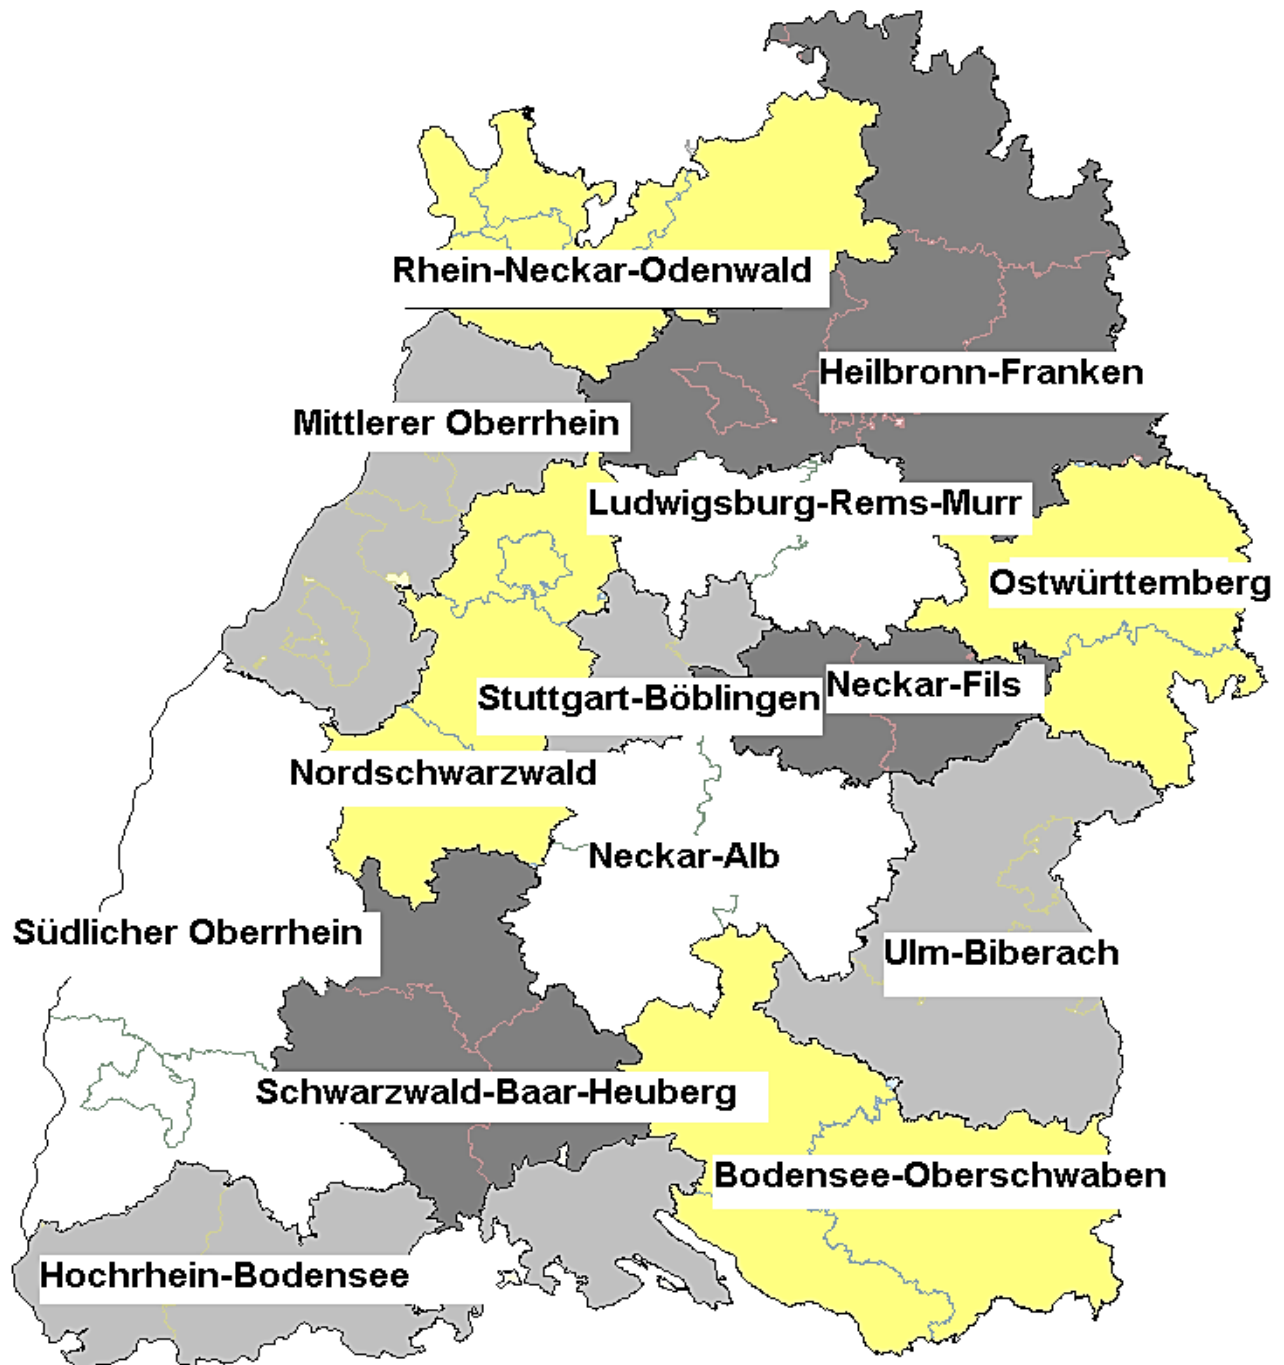 Rhein-Neckar-Odenwald
Heilbronn-Franken
Mittlerer Oberrhein
Ludwigsburg-Rems-Murr
Ostwürttemberg
Stuttgart-Böblingen
Neckar-Fils
Nordschwarzwald
Neckar-Alb
Südlicher Oberrhein
Ulm-Biberach
Schwarzwald-Baar-Heuberg
Bodensee-Oberschwaben
Hochrhein-Bodensee